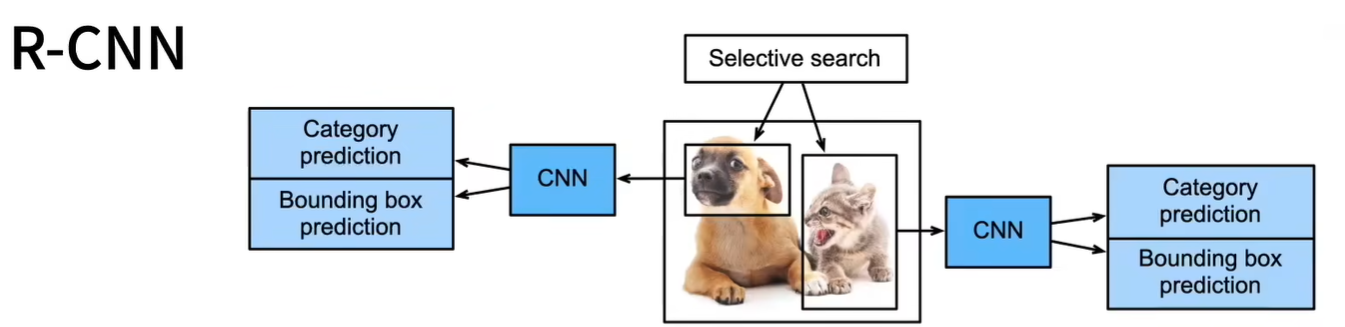 R-CNN
Selective search
Category
prediction
Bounding box
prediction
CNN
CNN
Category
prediction
Bounding box
prediction